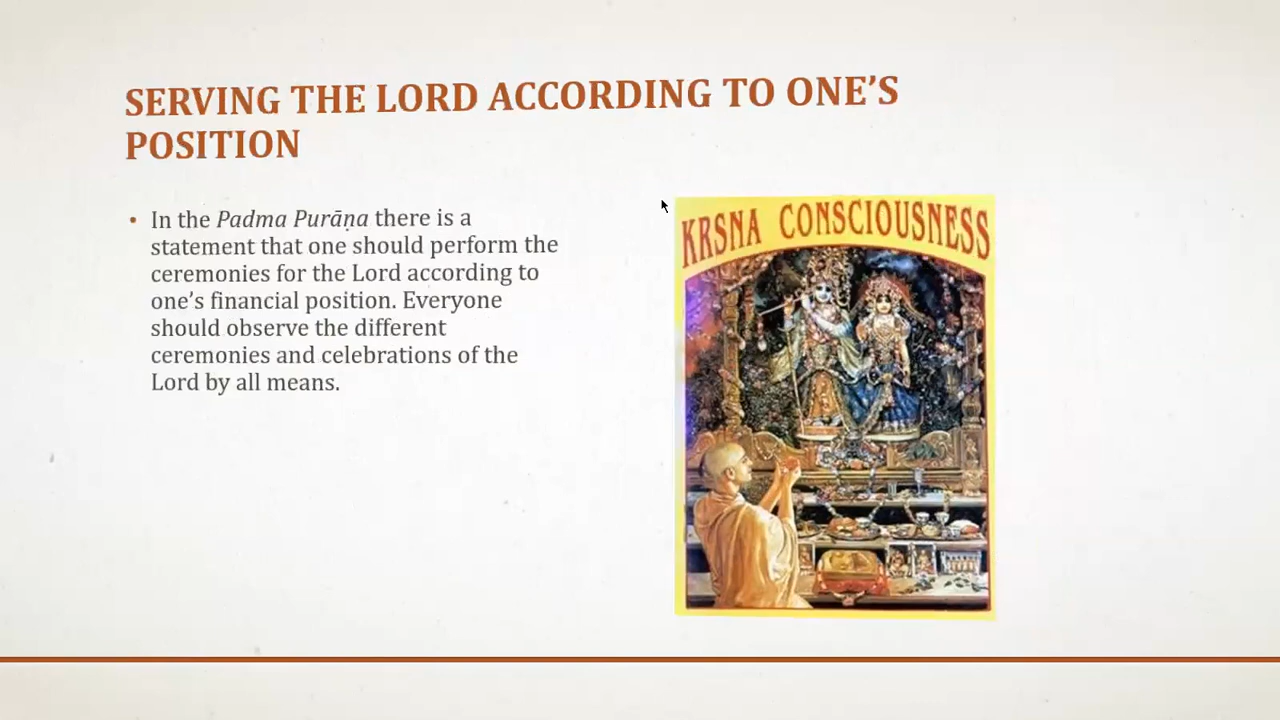 SERVING THE LORD ACCORDING TO ONE’S
POSITION
• In the Padma Purāṇa there is a
statement that one should perform the
ceremonies for the Lord according to
one’s financial position. Everyone
should observe the different
ceremonies and celebrations of the
Lord by all means.
KRSNA CONSCIOUSNESS